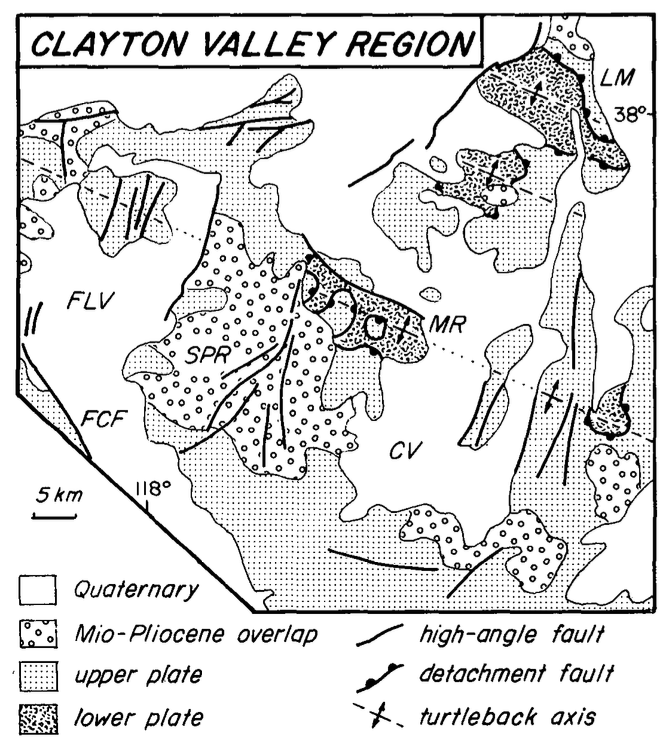 CLAYTON VALLEY REGION
LM
38°
FLV
MR
SPR
FCF
CV
5 km
118°
Quaternary
Mio-Pliocene overlap
high-angle fault
upper plate
detachment fault
lower plate
turtleback axis